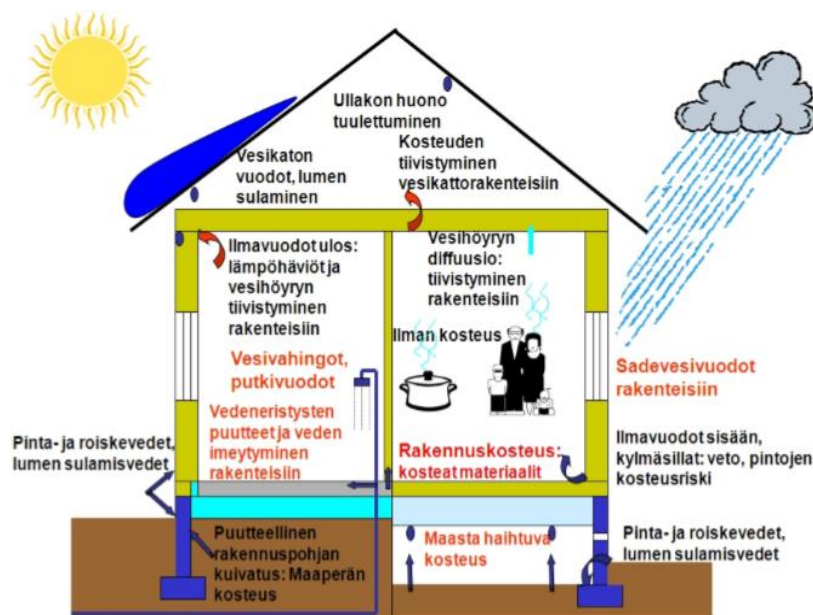 Ullakon huono
tuulettuminen
Vesikaton
vuodot, lumen
sulaminen
Kosteuden
tiivistyminen
vesikattorakenteisiin
Ilmavuodot ulos:
lämpöhäviöt ja
vesihöyryn
tiivistyminen
rakenteisiin
Vesihöyryn
diffuusio:
tiivistyminen
rakenteisiin
Ilman kosteus
Vesivahingot,
putkivuodot
Sadevesivuodot
rakenteisiin
Vedeneristysten
puutteet ja veden
imeytyminen
rakenteisiin
Pinta- ja roiskevedet,
lumen sulamisvedet
Rakennuskosteus:
kosteat materiaalit
Ilmavuodot sisään,
kylmäsillat: veto, pintojen
kosteusriski
Puutteellinen
rakennuspohjan
kuivatus: Maaperän
kosteus
Maasta haihtuva
kosteus
Pinta- ja roiskevedet,
lumen sulamisvedet